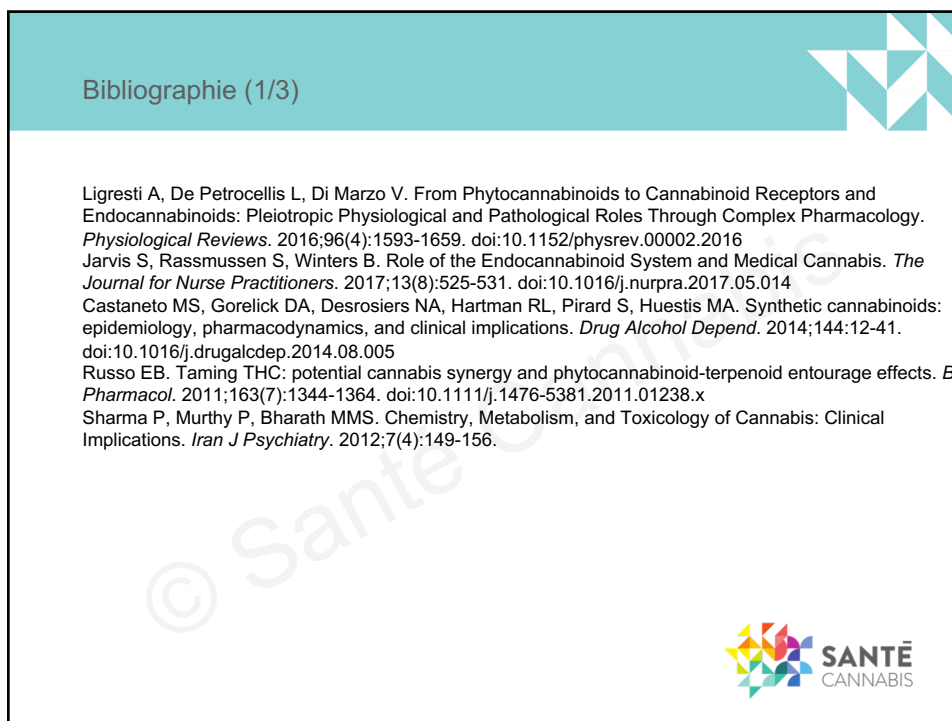 Bibliographie (1/3)
Ligresti A, De Petrocellis L, Di Marzo V. From Phytocannabinoids to Cannabinoid Receptors and
Endocannabinoids: Pleiotropic Physiological and Pathological Roles Through Complex Pharmacology.
Physiological Reviews. 2016;96(4):1593-1659. doi:10.1152/physrev.00002.2016
Jarvis S, Rassmussen S, Winters B. Role of the Endocannabinoid System and Medical Cannabis. The
Journal for Nurse Practitioners. 2017;13(8):525-531. doi:10.1016/j.nurpra.2017.05.014
Castaneto MS, Gorelick DA, Desrosiers NA, Hartman RL, Pirard S, Huestis MA. Synthetic cannabinoids:
epidemiology, pharmacodynamics, and clinical implications. Drug Alcohol Depend. 2014;144:12-41.
doi:10.1016/j.drugalcdep.2014.08.005
Russo EB. Taming THC: potential cannabis synergy and phytocannabinoid-terpenoid entourage effects.
Pharmacol. 2011;163(7):1344-1364. doi:10.1111/j.1476-5381.2011.01238.x
Sharma P, Murthy P, Bharath MMS. Chemistry, Metabolism, and Toxicology of Cannabis: Clinical
Implications. Iran J Psychiatry. 2012;7(4):149-156.
© Santé Cannabis
SANTÉ
CANNABIS